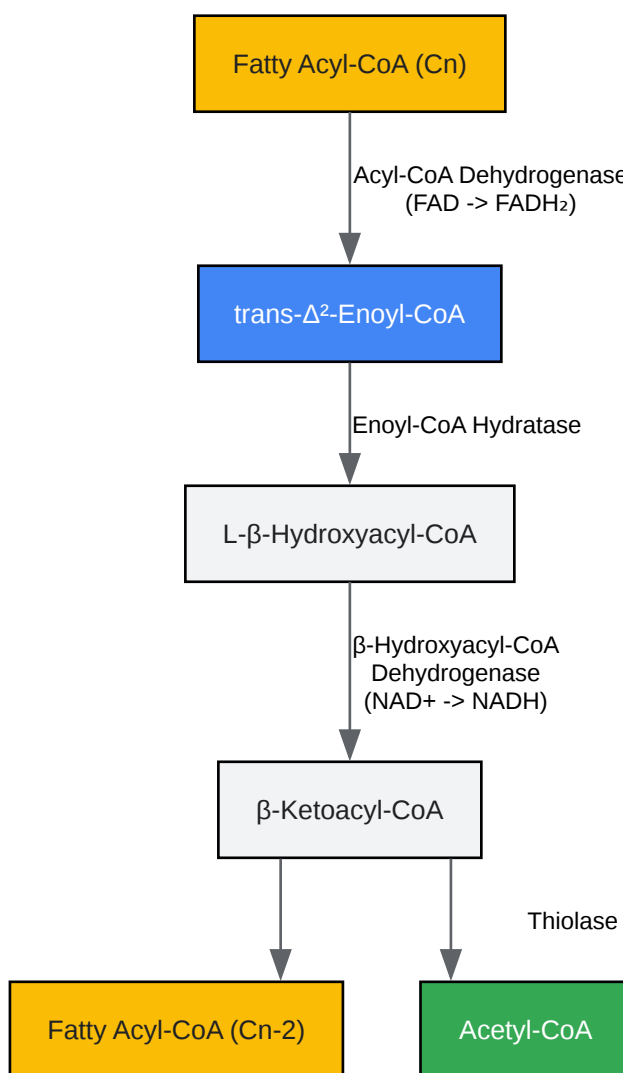 Fatty Acyl-CoA (Cn)
Acyl-CoA Dehydrogenase
(FAD -> FADH₂)
trans-Δ²-Enoyl-CoA
Enoyl-CoA Hydratase
L-β-Hydroxyacyl-CoA
β-Hydroxyacyl-CoA
Dehydrogenase
(NAD+ -> NADH)
β-Ketoacyl-CoA
Thiolase
Fatty Acyl-CoA (Cn-2)
Acetyl-CoA